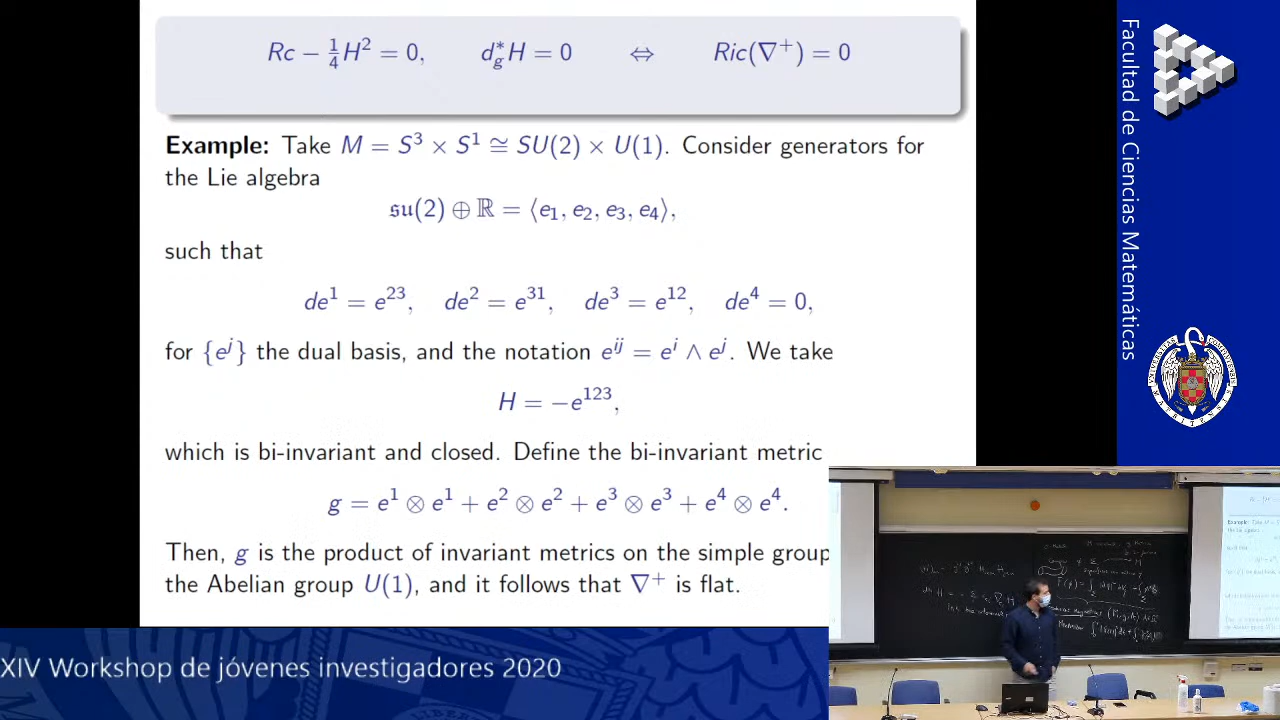 Rc − 1/4 H² = 0, d*_g H = 0 ⇔ Ric(∇⁺) = 0
Example: Take M = S³ × S¹ ≅ SU(2) × U(1). Consider generators for
the Lie algebra
𝔰𝔲(2) ⊕ ℝ = ⟨e₁, e₂, e₃, e₄⟩,
such that
de¹ = e²³, de² = e³¹, de³ = e¹², de⁴ = 0,
for {eʲ} the dual basis, and the notation eⁱʲ = eⁱ ∧ eʲ. We take
H = −e¹²³,
which is bi-invariant and closed. Define the bi-invariant metric
g = e¹ ⊗ e¹ + e² ⊗ e² + e³ ⊗ e³ + e⁴ ⊗ e⁴.
Then, g is the product of invariant metrics on the simple group
the Abelian group U(1), and it follows that ∇⁺ is flat.
XIV Workshop de jóvenes investigadores 2020
Facultad de Ciencias Matemáticas